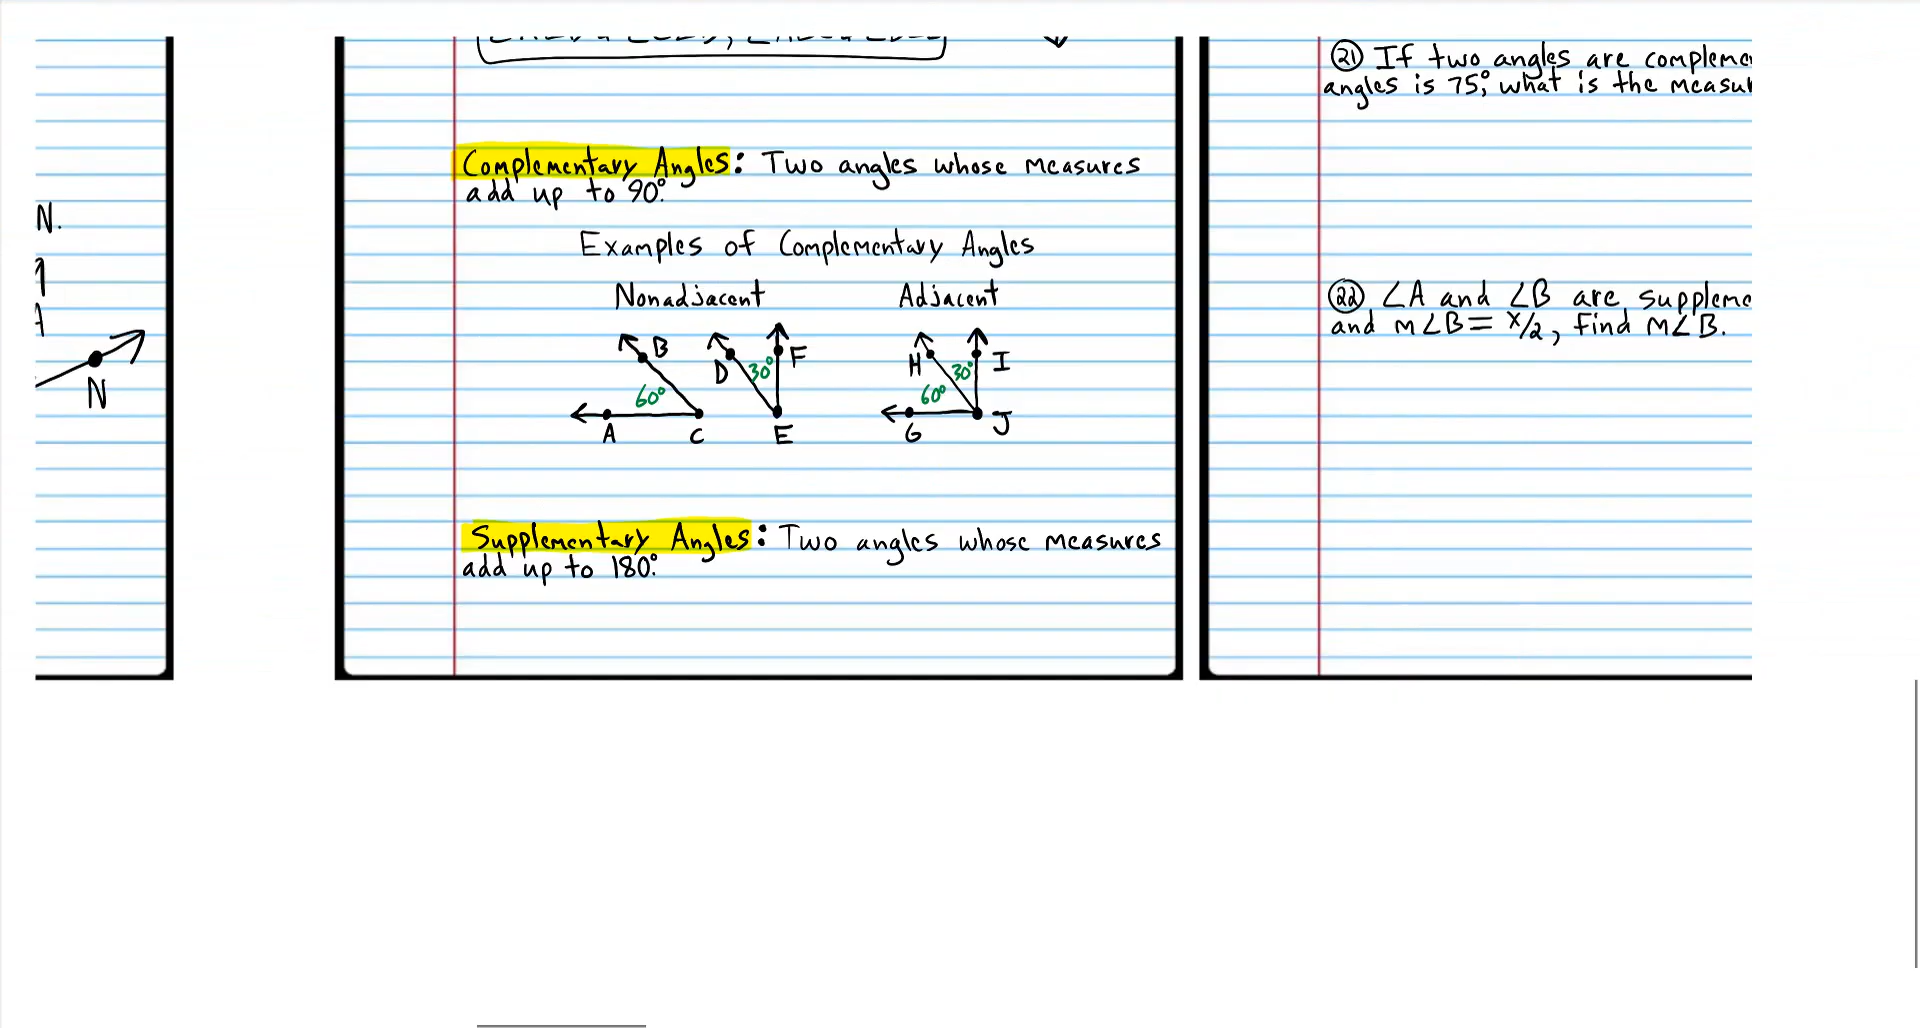 N.
N
Complementary Angles: Two angles whose measures
add up to 90°.
Examples of Complementary Angles
Nonadjacent
Adjacent
B
D
F
30°
60°
A
C
E
H
I
30°
60°
G
J
Supplementary Angles: Two angles whose measures
add up to 180°.
21 If two angles are compleme
angles is 75°, what is the measu
22 ∠A and ∠B are suppleme
and m∠B= x/2, find m∠B.